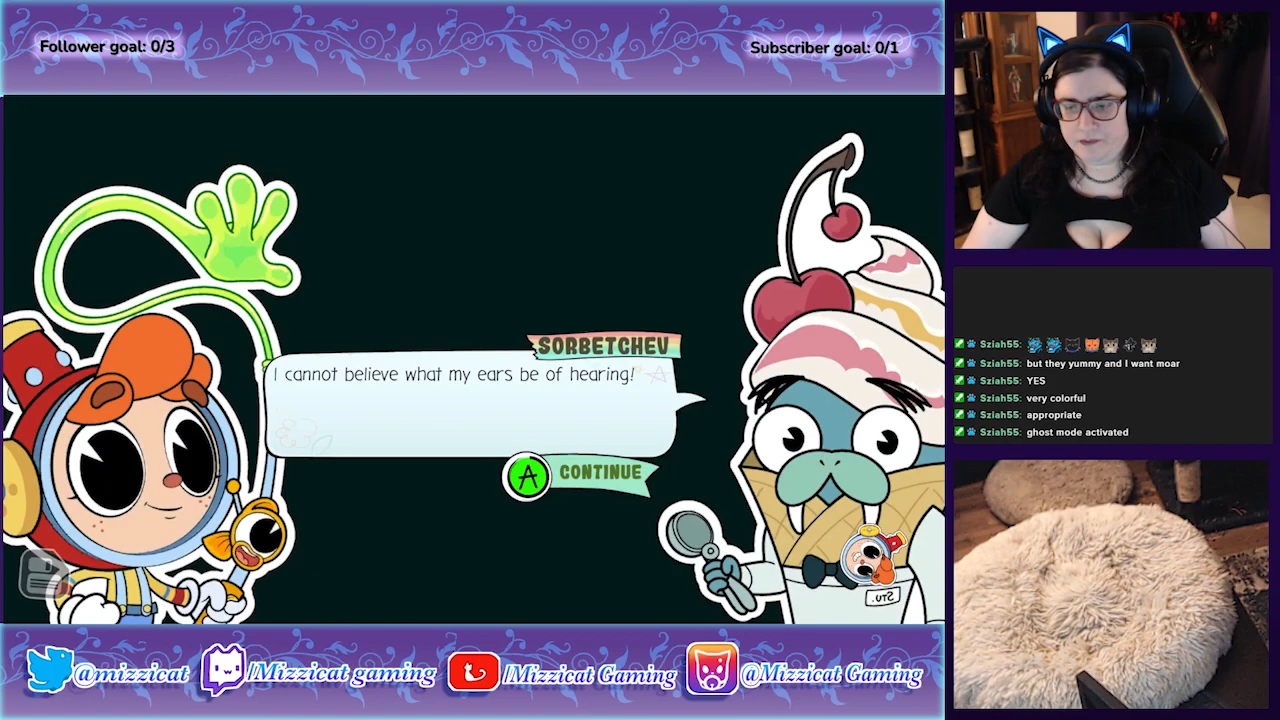 Follower goal: 0/3
Subscriber goal: 0/1
SORBETCHEV
I cannot believe what my ears be of hearing!
A CONTINUE
STU.
Sziah55:
Sziah55: but they yummy and I want moar
Sziah55: YES
Sziah55: very colorful
Sziah55: appropriate
Sziah55: ghost mode activated
@mizzicat
/Mizzicat gaming
/Mizzicat Gaming
@Mizzicat Gaming